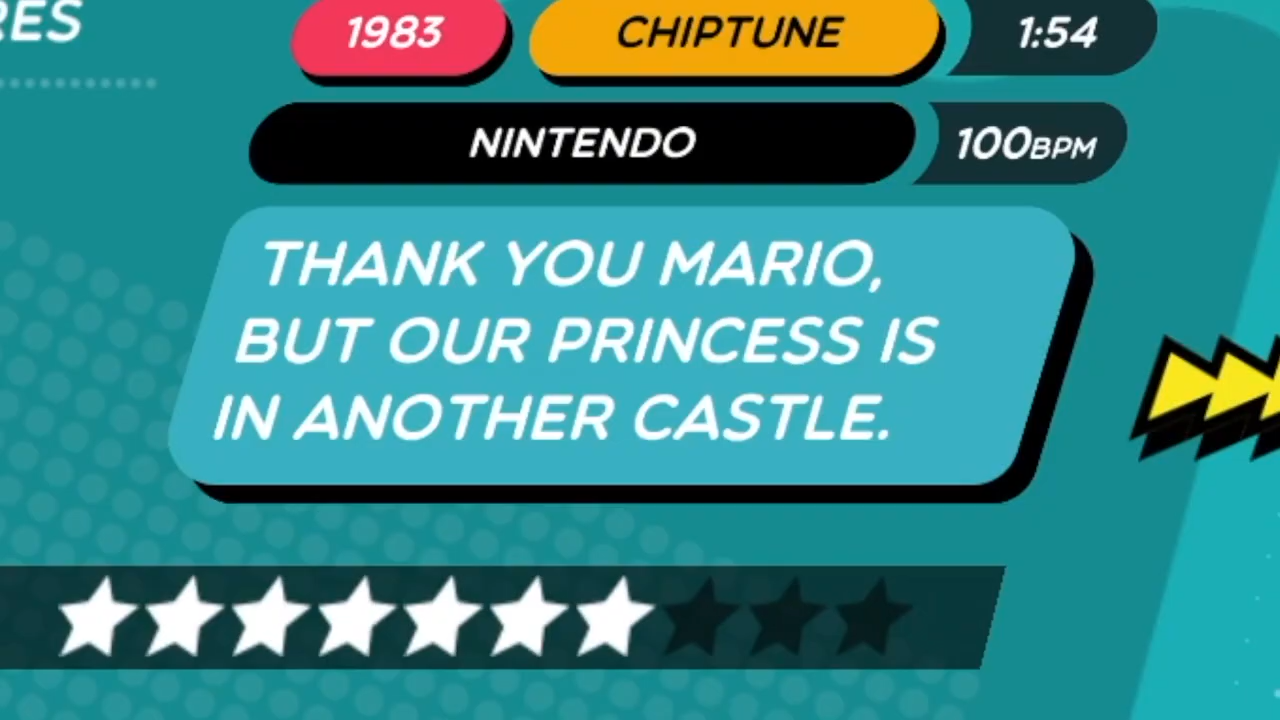 1983 CHIPTUNE 1:54
NINTENDO 100BPM
THANK YOU MARIO,
BUT OUR PRINCESS IS
IN ANOTHER CASTLE.